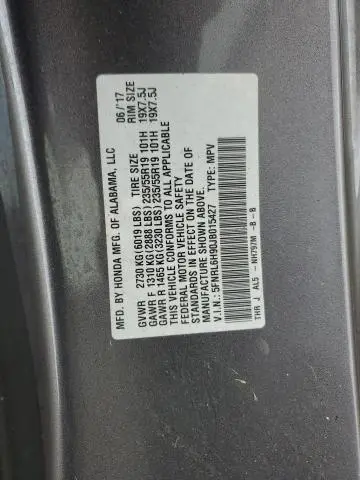 MFD. BY HONDA MFG. OF ALABAMA, LLC 06/'17
TIRE SIZE RIM SIZE
GVWR 2730 KG(6019 LBS)
GAWR F 1310 KG(2888 LBS) 235/55R19 101H 19X7.5J
GAWR R 1465 KG(3230 LBS) 235/55R19 101H 19X7.5J
THIS VEHICLE CONFORMS TO ALL APPLICABLE
FEDERAL MOTOR VEHICLE SAFETY
STANDARDS IN EFFECT ON THE DATE OF
MANUFACTURE SHOWN ABOVE.
V.I.N.: 5FNRL6H90JB015427 TYPE: MPV
THR J AL5 - NH797M -B - B